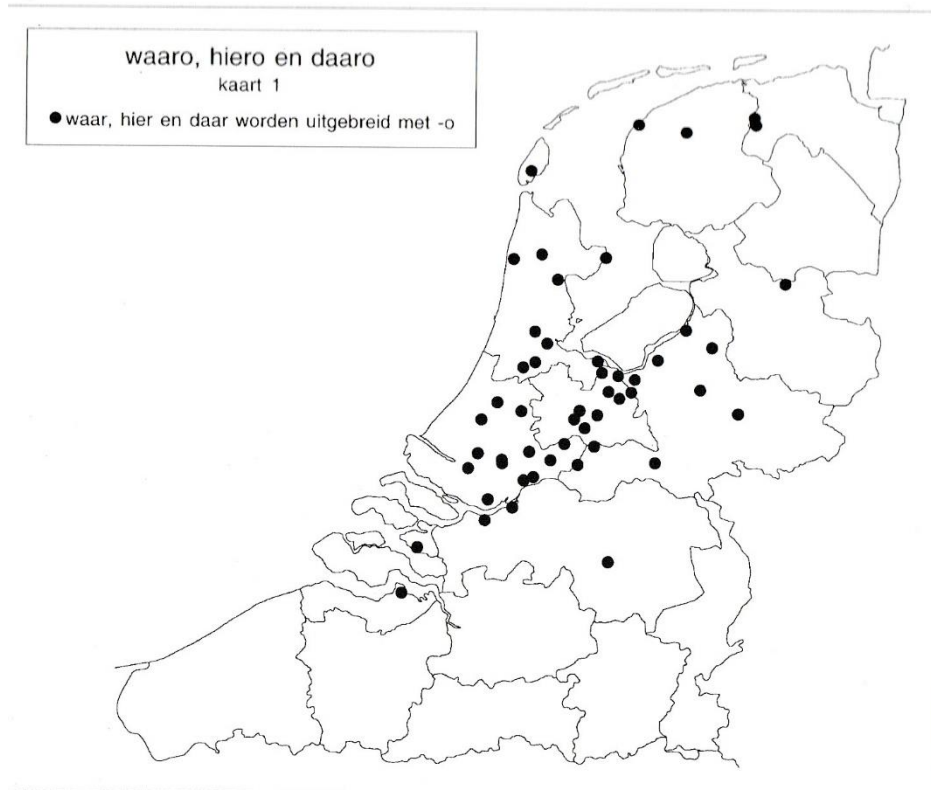 waaro, hiero en daaro
kaart 1
waar, hier en daar worden uitgebreid met -o